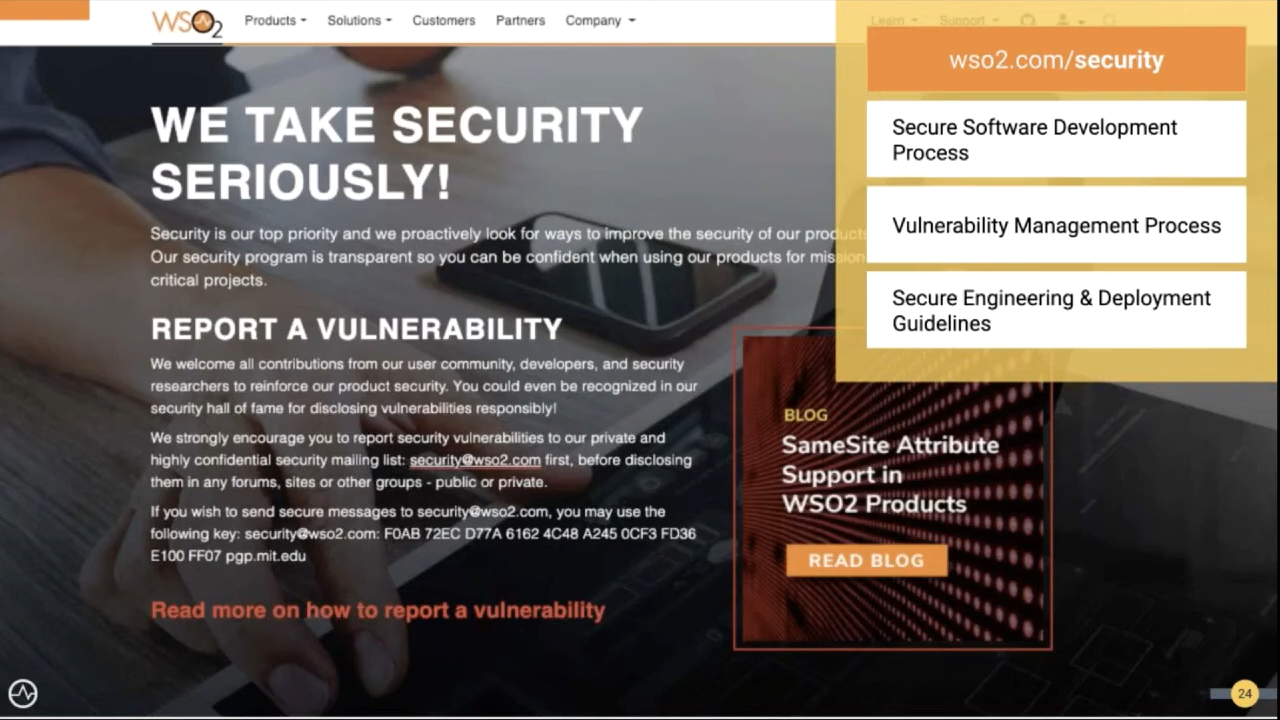 WSO2
Products
Solutions
Customers
Partners
Company
Learn
Support
wso2.com/security
Secure Software Development
Process
Vulnerability Management Process
Secure Engineering & Deployment
Guidelines
WE TAKE SECURITY
SERIOUSLY!
Security is our top priority and we proactively look for ways to improve the security of our products
Our security program is transparent so you can be confident when using our products for mission
critical projects.
REPORT A VULNERABILITY
We welcome all contributions from our user community, developers, and security
researchers to reinforce our product security. You could even be recognized in our
security hall of fame for disclosing vulnerabilities responsibly!
We strongly encourage you to report security vulnerabilities to our private and
highly confidential security mailing list: security@wso2.com first, before disclosing
them in any forums, sites or other groups - public or private.
If you wish to send secure messages to security@wso2.com, you may use the
following key: security@wso2.com: F0AB 72EC D77A 6162 4C48 A245 0CF3 FD36
E100 FF07 pgp.mit.edu
Read more on how to report a vulnerability
BLOG
SameSite Attribute
Support in
WSO2 Products
READ BLOG
24